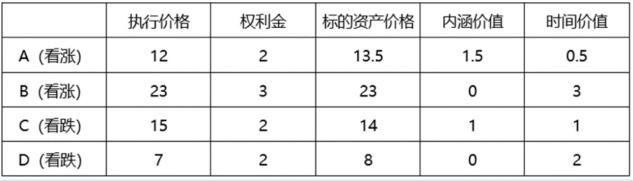 执行价格 权利金 标的资产价格 内涵价值 时间价值
A (看涨) 12 2 13.5 1.5 0.5
B (看涨) 23 3 23 0 3
C (看跌) 15 2 14 1 1
D (看跌) 7 2 8 0 2